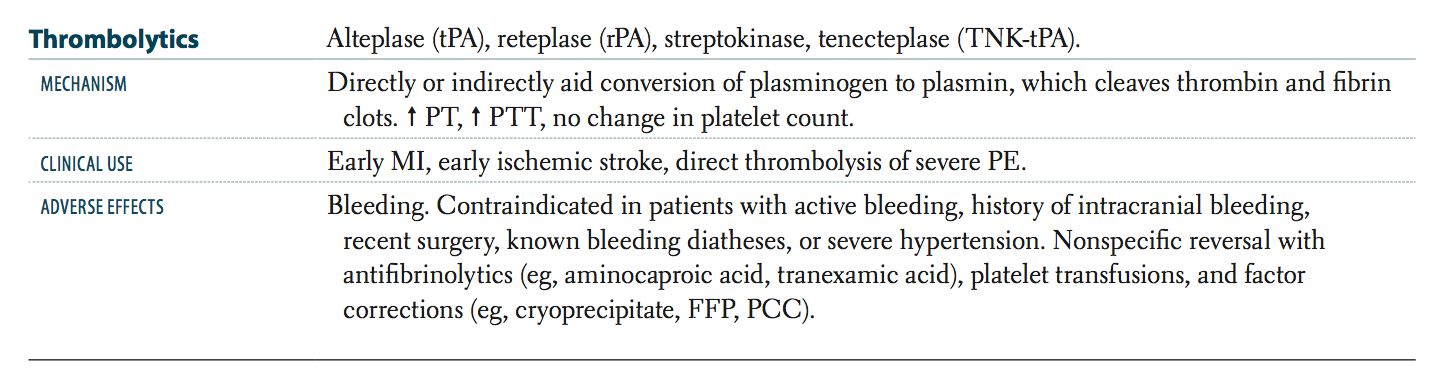 Thrombolytics Alteplase (tPA), reteplase (rPA), streptokinase, tenecteplase (TNK-tPA).
MECHANISM Directly or indirectly aid conversion of plasminogen to plasmin, which cleaves thrombin and fibrin
clots. ↑ PT, ↑ PTT, no change in platelet count.
CLINICAL USE Early MI, early ischemic stroke, direct thrombolysis of severe PE.
ADVERSE EFFECTS Bleeding. Contraindicated in patients with active bleeding, history of intracranial bleeding,
recent surgery, known bleeding diatheses, or severe hypertension. Nonspecific reversal with
antifibrinolytics (eg, aminocaproic acid, tranexamic acid), platelet transfusions, and factor
corrections (eg, cryoprecipitate, FFP, PCC).